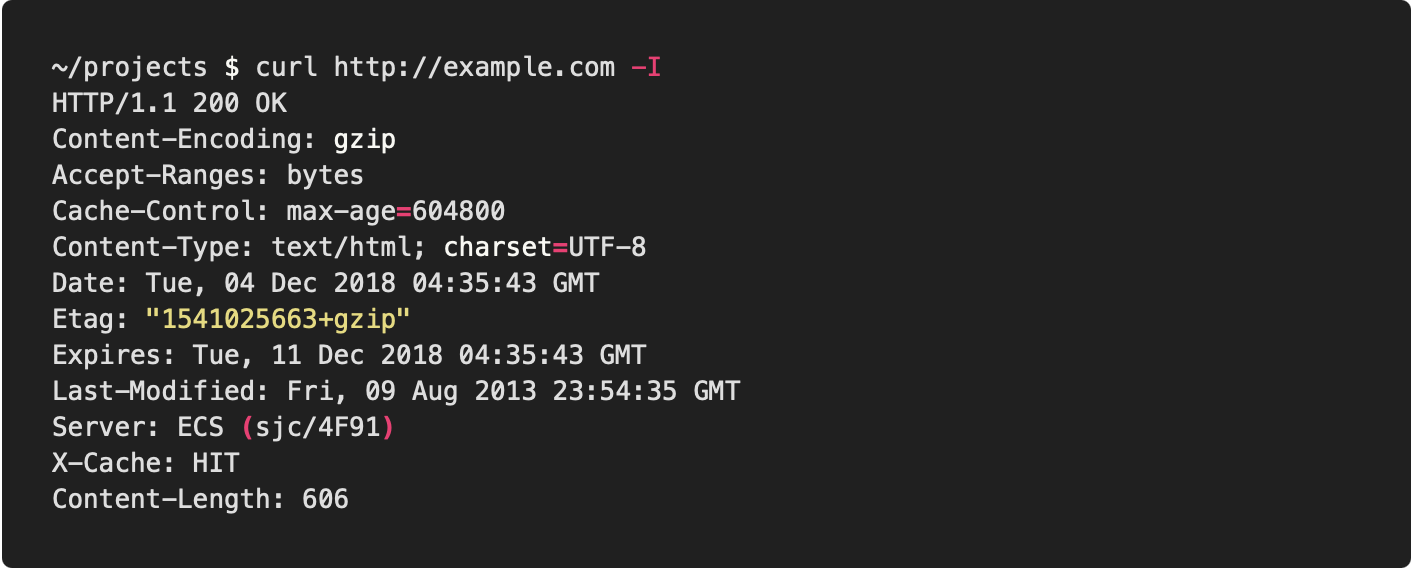 ~/projects $ curl http://example.com -I
HTTP/1.1 200 OK
Content-Encoding: gzip
Accept-Ranges: bytes
Cache-Control: max-age=604800
Content-Type: text/html; charset=UTF-8
Date: Tue, 04 Dec 2018 04:35:43 GMT
Etag: "1541025663+gzip"
Expires: Tue, 11 Dec 2018 04:35:43 GMT
Last-Modified: Fri, 09 Aug 2013 23:54:35 GMT
Server: ECS (sjc/4F91)
X-Cache: HIT
Content-Length: 606